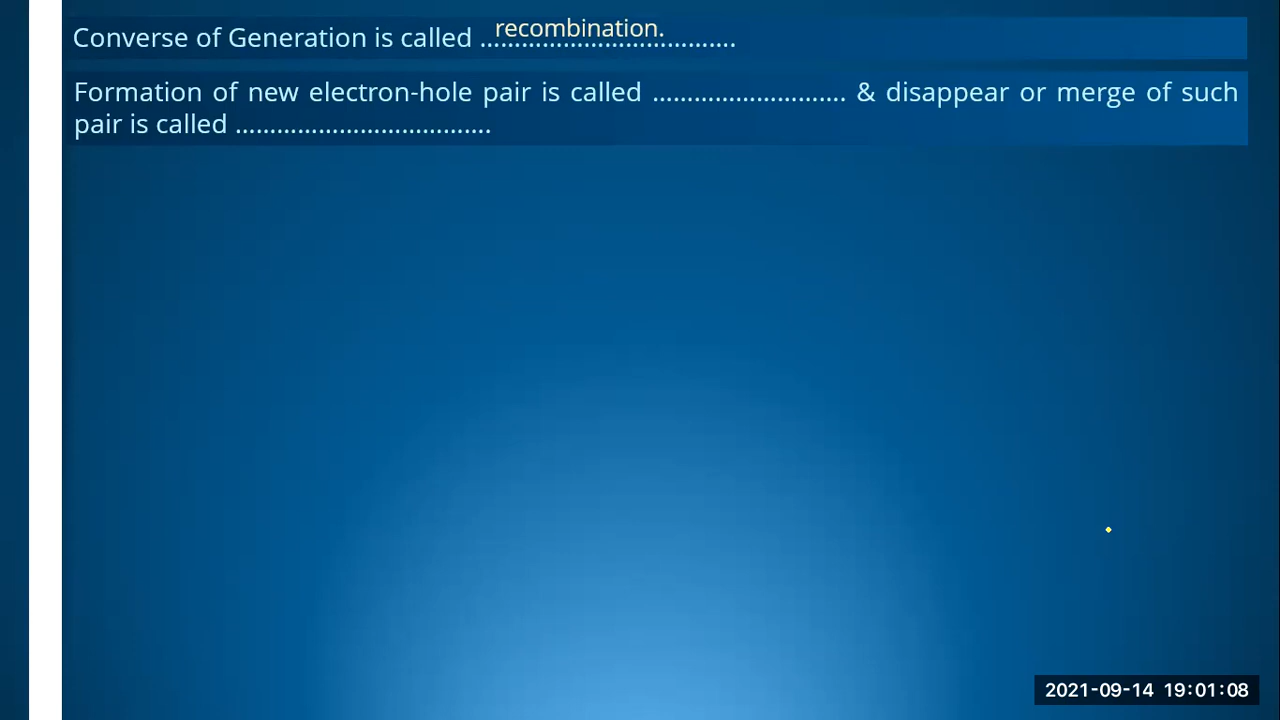 Converse of Generation is called ………………………………. recombination.
Formation of new electron-hole pair is called ………………………. & disappear or merge of such
pair is called ……………………………….
2021-09-14 19:01:08